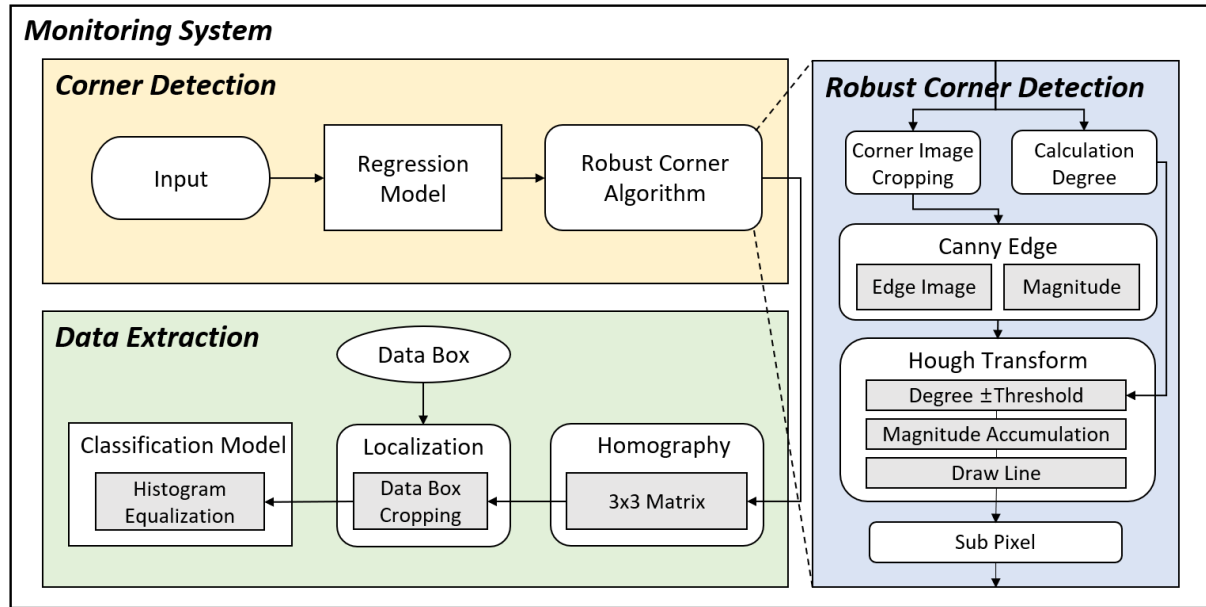 Monitoring System
Corner Detection
Input
Regression
Model
Robust Corner
Algorithm
Data Extraction
Data Box
Classification Model
Histogram
Equalization
Localization
Data Box
Cropping
Homography
3x3 Matrix
Robust Corner Detection
Corner Image
Cropping
Calculation
Degree
Canny Edge
Edge Image
Magnitude
Hough Transform
Degree ±Threshold
Magnitude Accumulation
Draw Line
Sub Pixel